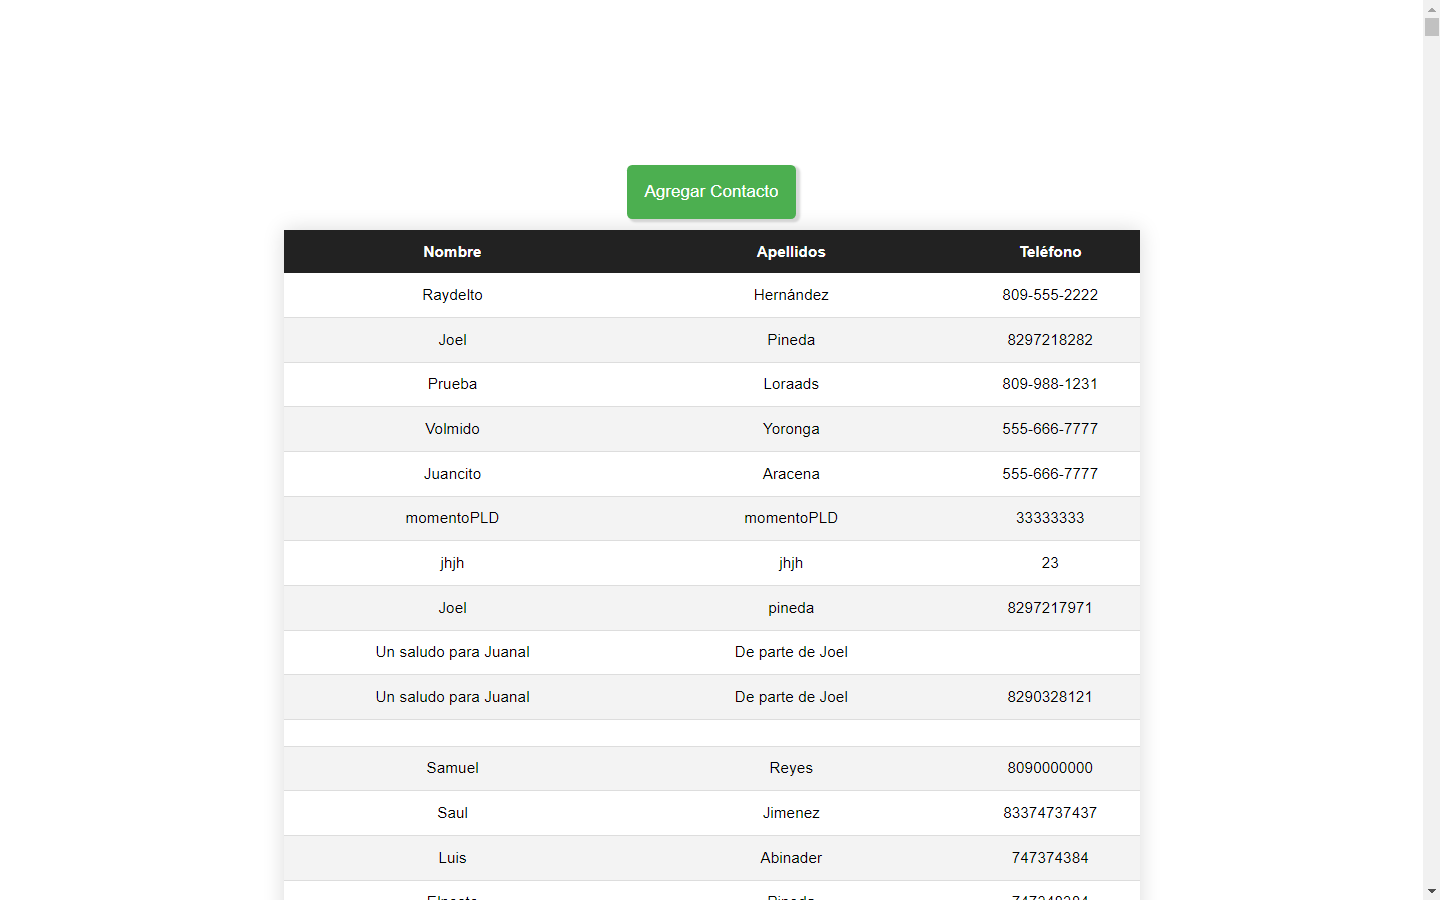 Agregar Contacto
Nombre Apellidos Teléfono
Raydelto Hernández 809-555-2222
Joel Pineda 8297218282
Prueba Loraads 809-988-1231
Volmido Yoronga 555-666-7777
Juancito Aracena 555-666-7777
momentoPLD momentoPLD 33333333
jhjh jhjh 23
Joel pineda 8297217971
Un saludo para Juanal De parte de Joel
Un saludo para Juanal De parte de Joel 8290328121
Samuel Reyes 8090000000
Saul Jimenez 83374737437
Luis Abinader 747374384